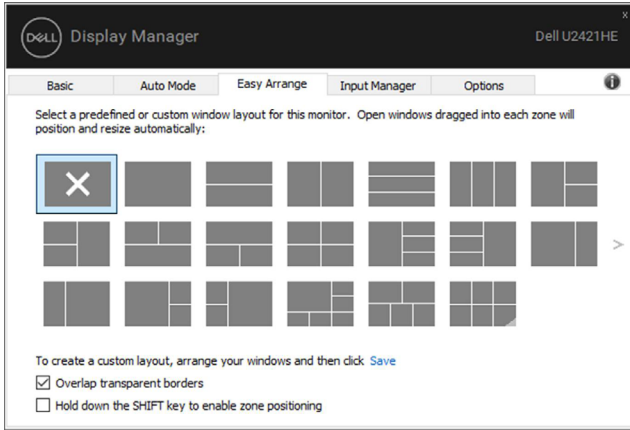 x
DELL Display Manager
Dell U2421HE
Basic Auto Mode Easy Arrange Input Manager Options
Select a predefined or custom window layout for this monitor. Open windows dragged into each zone will
position and resize automatically:
To create a custom layout, arrange your windows and then click Save
Overlap transparent borders
Hold down the SHIFT key to enable zone positioning